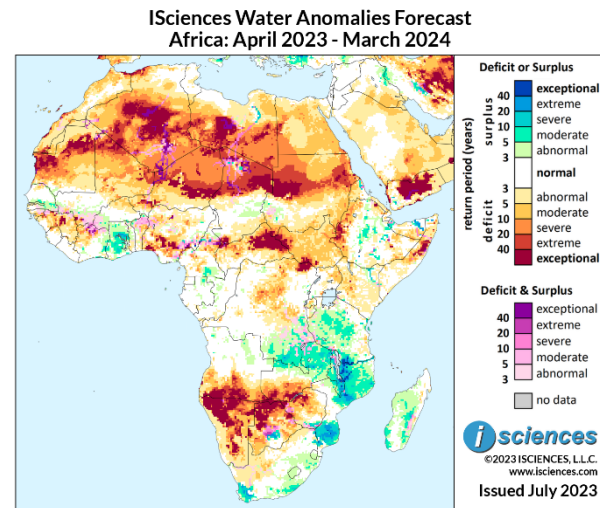 ISciences Water Anomalies Forecast
Africa: April 2023 - March 2024
Deficit or Surplus
return period (years)
surplus
deficit
exceptional
40
extreme
20
severe
10
moderate
5
abnormal
3
normal
3
abnormal
5
moderate
10
severe
20
extreme
40
exceptional
Deficit & Surplus
exceptional
40
extreme
20
severe
10
moderate
5
abnormal
3
no data
i sciences
©2023 ISCIENCES, L.L.C.
www.isciences.com
Issued July 2023